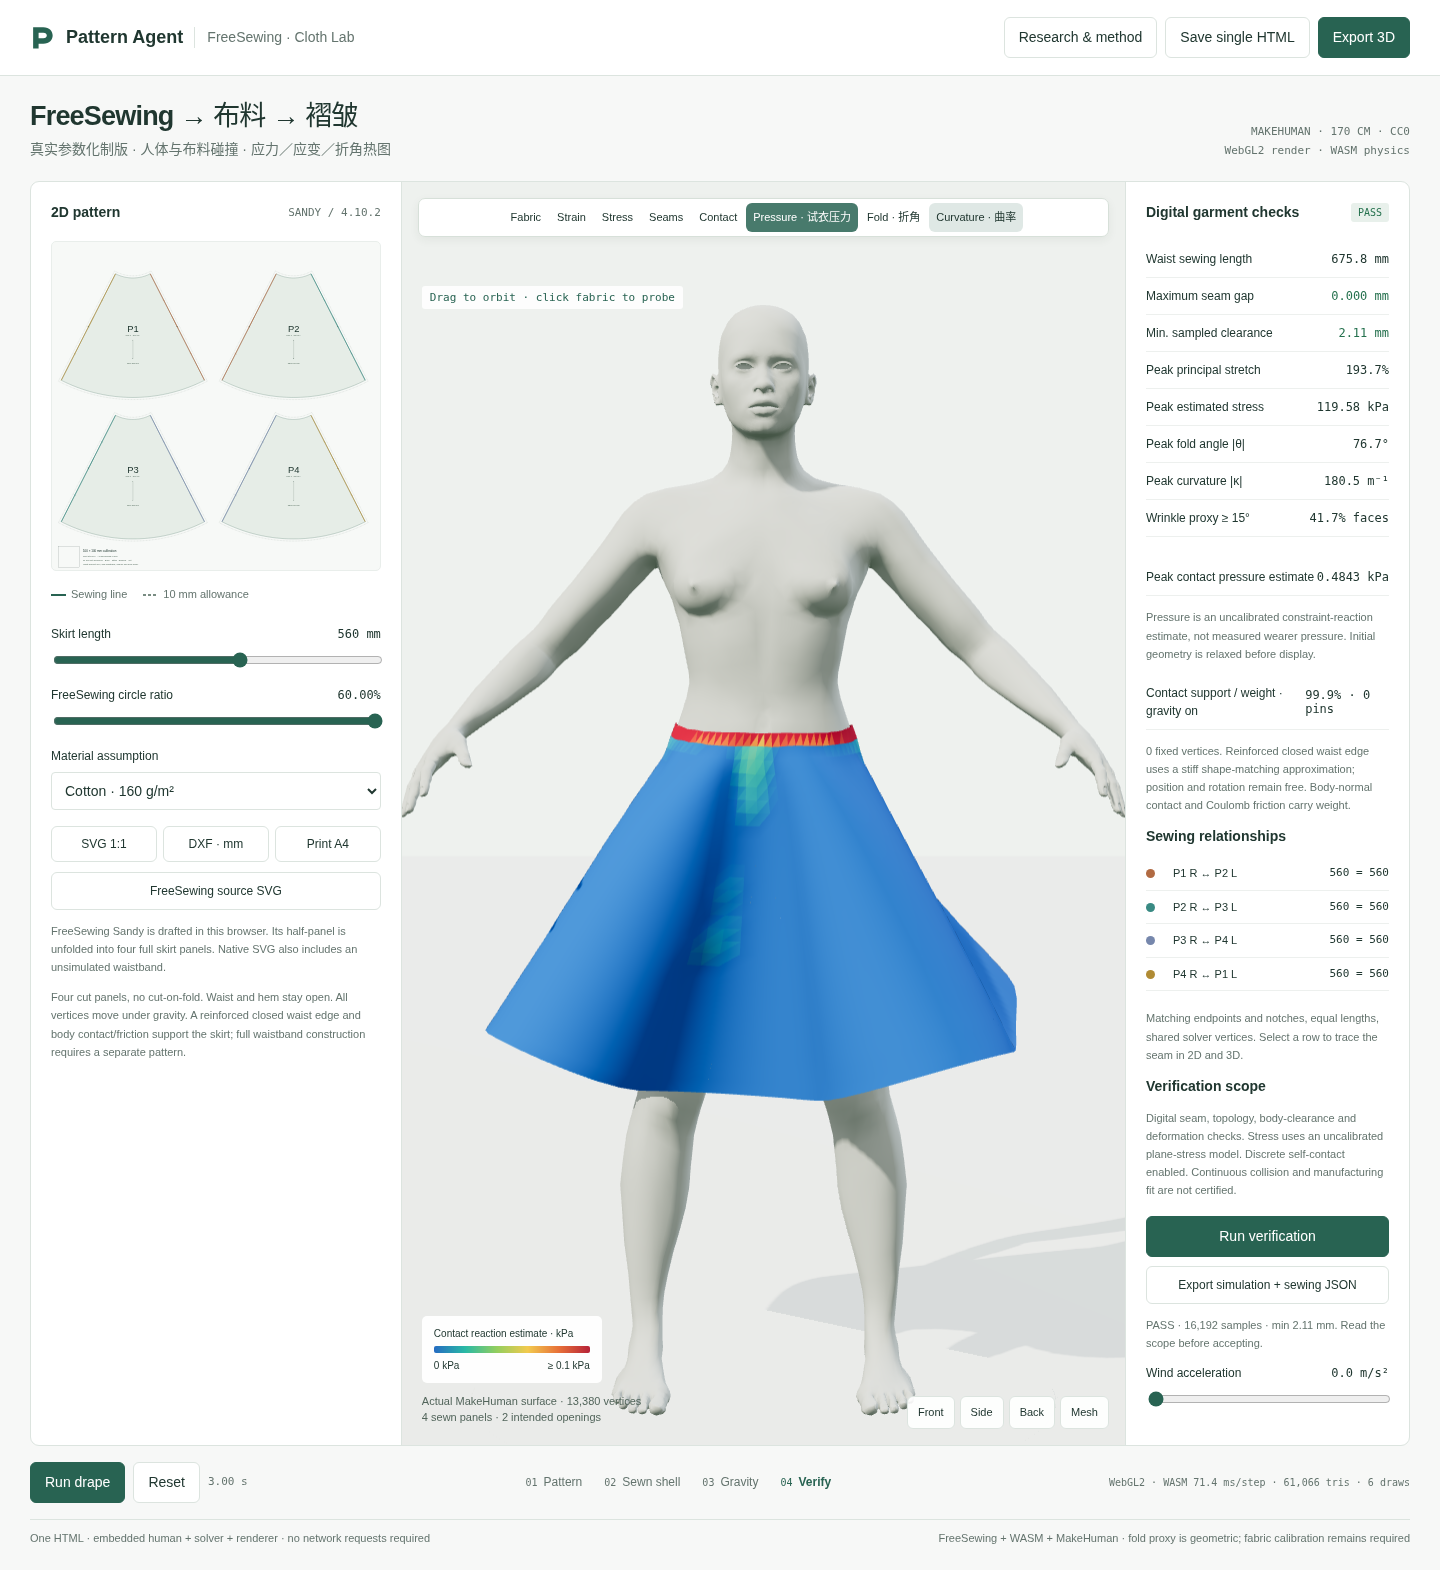 Pattern Agent
FreeSewing · Cloth Lab
Research & method
Save single HTML
Export 3D
FreeSewing → 布料 → 褶皱
真实参数化制版 · 人体与布料碰撞 · 应力／应变／折角热图
MAKEHUMAN · 170 CM · CC0
WebGL2 render · WASM physics
2D pattern
SANDY / 4.10.2
P1
P2
P3
P4
Sewing line
10 mm allowance
Skirt length
560 mm
FreeSewing circle ratio
60.00%
Material assumption
Cotton · 160 g/m²
SVG 1:1
DXF · mm
Print A4
FreeSewing source SVG
FreeSewing Sandy is drafted in this browser. Its half-panel is
unfolded into four full skirt panels. Native SVG also includes an
unsimulated waistband.
Four cut panels, no cut-on-fold. Waist and hem stay open. All
vertices move under gravity. A reinforced closed waist edge and
body contact/friction support the skirt; full waistband construction
requires a separate pattern.
Fabric
Strain
Stress
Seams
Contact
Pressure · 试衣压力
Fold · 折角
Curvature · 曲率
Drag to orbit · click fabric to probe
Contact reaction estimate · kPa
0 kPa
≥ 0.1 kPa
Actual MakeHuman surface · 13,380 vertices
4 sewn panels · 2 intended openings
Front
Side
Back
Mesh
Digital garment checks
PASS
Waist sewing length
675.8 mm
Maximum seam gap
0.000 mm
Min. sampled clearance
2.11 mm
Peak principal stretch
193.7%
Peak estimated stress
119.58 kPa
Peak fold angle |θ|
76.7°
Peak curvature |κ|
180.5 m⁻¹
Wrinkle proxy ≥ 15°
41.7% faces
Peak contact pressure estimate
0.4843 kPa
Pressure is an uncalibrated constraint-reaction
estimate, not measured wearer pressure. Initial
geometry is relaxed before display.
Contact support / weight ·
gravity on
99.9% · 0
pins
0 fixed vertices. Reinforced closed waist edge
uses a stiff shape-matching approximation;
position and rotation remain free. Body-normal
contact and Coulomb friction carry weight.
Sewing relationships
P1 R ↔ P2 L
560 = 560
P2 R ↔ P3 L
560 = 560
P3 R ↔ P4 L
560 = 560
P4 R ↔ P1 L
560 = 560
Matching endpoints and notches, equal lengths,
shared solver vertices. Select a row to trace the
seam in 2D and 3D.
Verification scope
Digital seam, topology, body-clearance and
deformation checks. Stress uses an uncalibrated
plane-stress model. Discrete self-contact
enabled. Continuous collision and manufacturing
fit are not certified.
Run verification
Export simulation + sewing JSON
PASS · 16,192 samples · min 2.11 mm. Read the
scope before accepting.
Wind acceleration
0.0 m/s²
Run drape
Reset
3.00 s
01 Pattern
02 Sewn shell
03 Gravity
04 Verify
WebGL2 · WASM 71.4 ms/step · 61,066 tris · 6 draws
One HTML · embedded human + solver + renderer · no network requests required
FreeSewing + WASM + MakeHuman · fold proxy is geometric; fabric calibration remains required